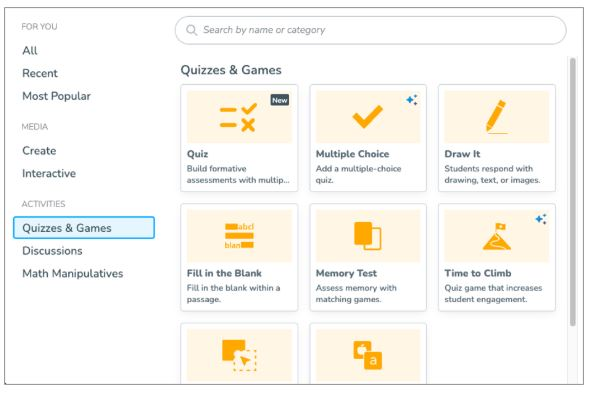 FOR YOU
All
Recent
Most Popular
MEDIA
Create
Interactive
ACTIVITIES
Quizzes & Games
Discussions
Math Manipulatives
Search by name or category
Quizzes & Games
New
Quiz
Build formative
assessments with multip...
Multiple Choice
Add a multiple-choice
quiz.
Draw It
Students respond with
drawing, text, or images.
abcl
blan
Fill in the Blank
Fill in the blank within a
passage.
Memory Test
Assess memory with
matching games.
Time to Climb
Quiz game that increases
student engagement.
a